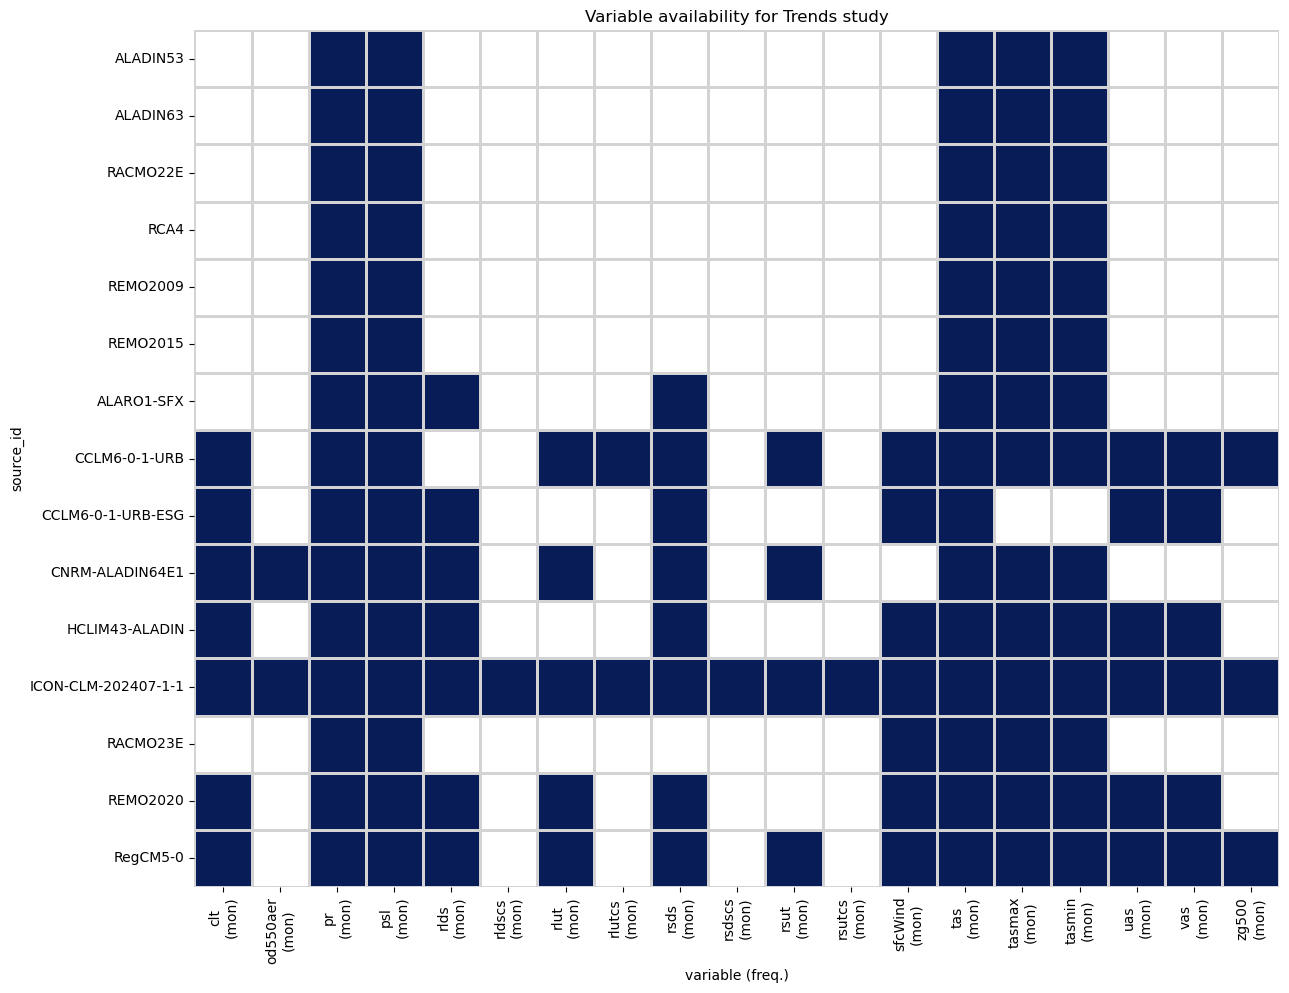 Variable availability for Trends study
ALADIN53
ALADIN63
RACMO22E
RCA4
REMO2009
REMO2015
ALARO1-SFX
CCLM6-0-1-URB
CCLM6-0-1-URB-ESG
CNRM-ALADIN64E1
HCLIM43-ALADIN
ICON-CLM-202407-1-1
RACMO23E
REMO2020
RegCM5-0
source_id
clt
(mon)
od550aer
(mon)
pr
(mon)
psl
(mon)
rlds
(mon)
rldscs
(mon)
rlut
(mon)
rlutcs
(mon)
rsds
(mon)
rsdscs
(mon)
rsut
(mon)
rsutcs
(mon)
sfcWind
(mon)
tas
(mon)
tasmax
(mon)
tasmin
(mon)
uas
(mon)
vas
(mon)
zg500
(mon)
variable (freq.)